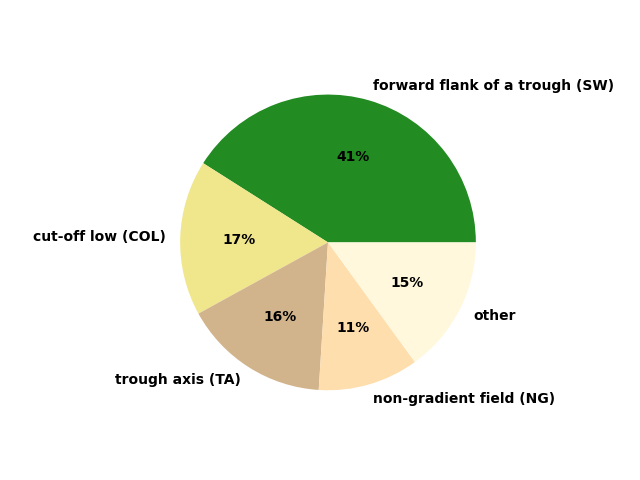 forward flank of a trough (SW)
41%
cut-off low (COL)
17%
16%
15%
11%
other
trough axis (TA)
non-gradient field (NG)